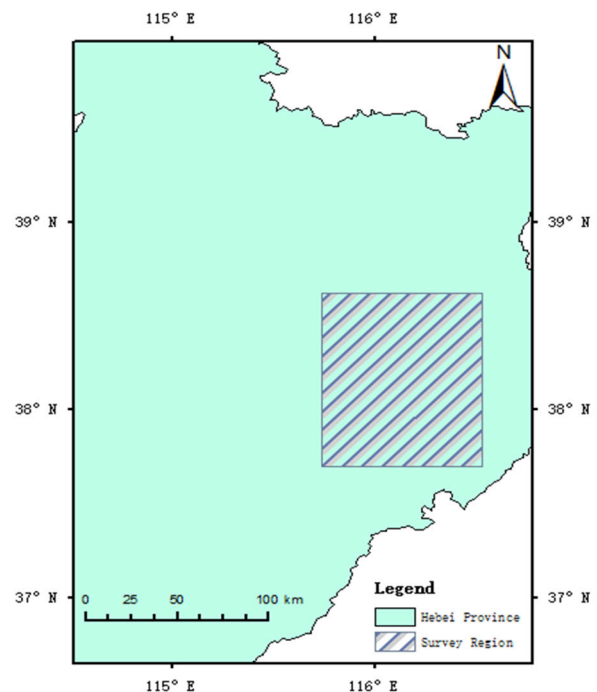 115° E 116° E
N
39° N 39° N
38° N 38° N
37° N 37° N
0 25 50 100 km
Legend
Hebei Province
Survey Region
115° E 116° E